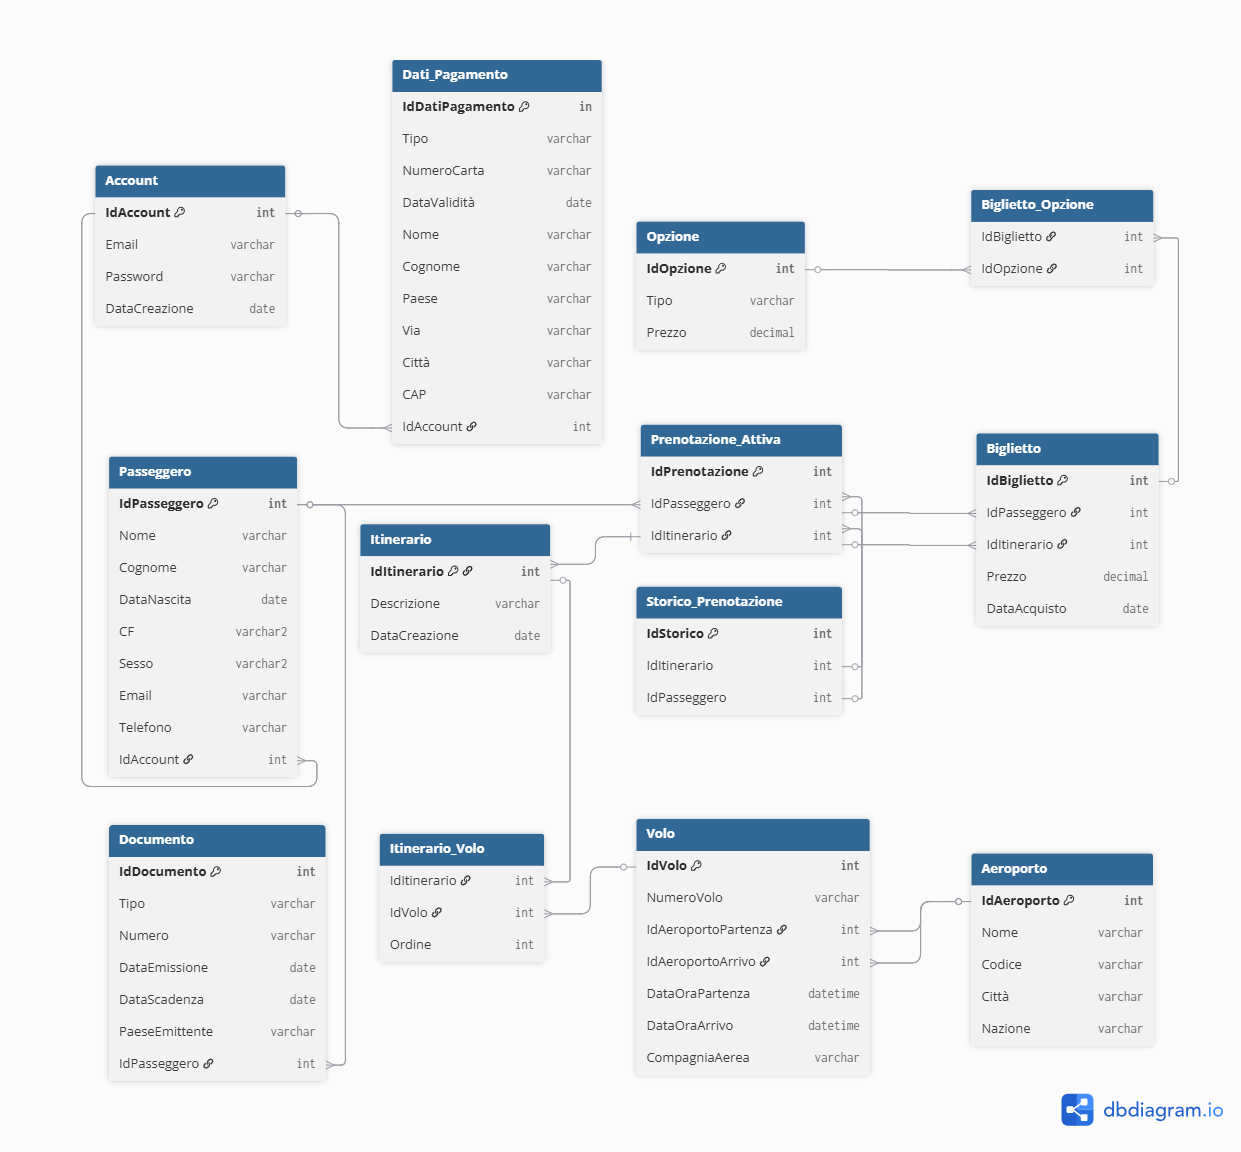 Dati_Pagamento
IdDatiPagamento in
Tipo varchar
NumeroCarta varchar
DataValidità date
Nome varchar
Cognome varchar
Paese varchar
Via varchar
Città varchar
CAP varchar
IdAccount int
Account
IdAccount int
Email varchar
Password varchar
DataCreazione date
Opzione
IdOpzione int
Tipo varchar
Prezzo decimal
Biglietto_Opzione
IdBiglietto int
IdOpzione int
Passeggero
IdPasseggero int
Nome varchar
Cognome varchar
DataNascita date
CF varchar2
Sesso varchar2
Email varchar
Telefono varchar
IdAccount int
Itinerario
IdItinerario int
Descrizione varchar
DataCreazione date
Prenotazione_Attiva
IdPrenotazione int
IdPasseggero int
IdItinerario int
Storico_Prenotazione
IdStorico int
IdItinerario int
IdPasseggero int
Biglietto
IdBiglietto int
IdPasseggero int
IdItinerario int
Prezzo decimal
DataAcquisto date
Documento
IdDocumento int
Tipo varchar
Numero varchar
DataEmissione date
DataScadenza date
PaeseEmittente varchar
IdPasseggero int
Itinerario_Volo
IdItinerario int
IdVolo int
Ordine int
Volo
IdVolo int
NumeroVolo varchar
IdAeroportoPartenza int
IdAeroportoArrivo int
DataOraPartenza datetime
DataOraArrivo datetime
CompagniaAerea varchar
Aeroporto
IdAeroporto int
Nome varchar
Codice varchar
Città varchar
Nazione varchar
dbdiagram.io